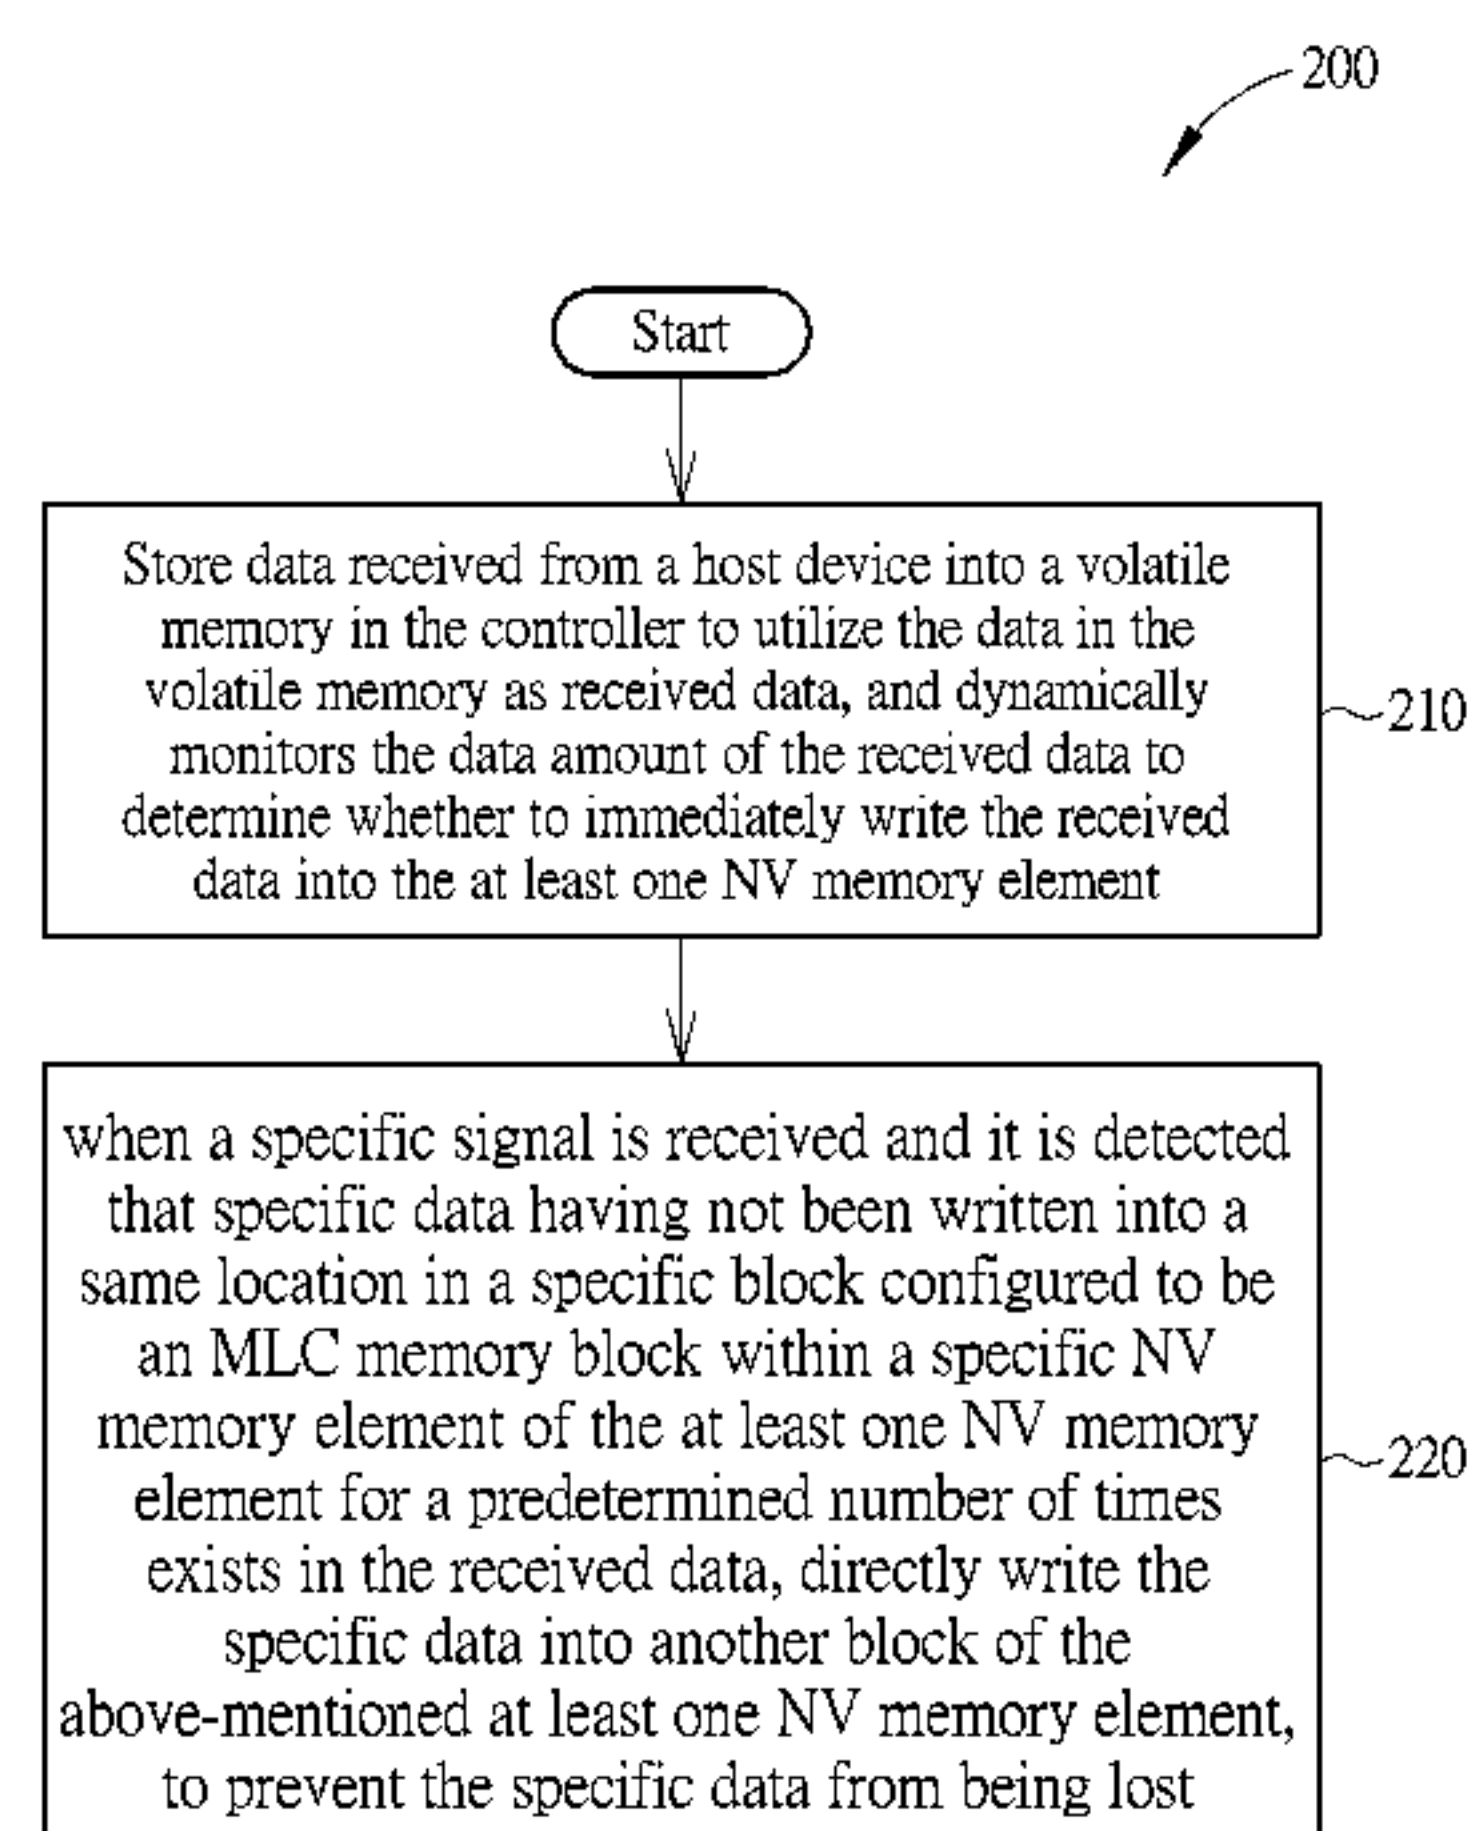 200
Start
Store data received from a host device into a volatile
memory in the controller to utilize the data in the
volatile memory as received data, and dynamically
monitors the data amount of the received data to
determine whether to immediately write the received
data into the at least one NV memory element
210
when a specific signal is received and it is detected
that specific data having not been written into a
same location in a specific block configured to be
an MLC memory block within a specific NV
memory element of the at least one NV memory
element for a predetermined number of times
exists in the received data, directly write the
specific data into another block of the
above-mentioned at least one NV memory element,
to prevent the specific data from being lost
220